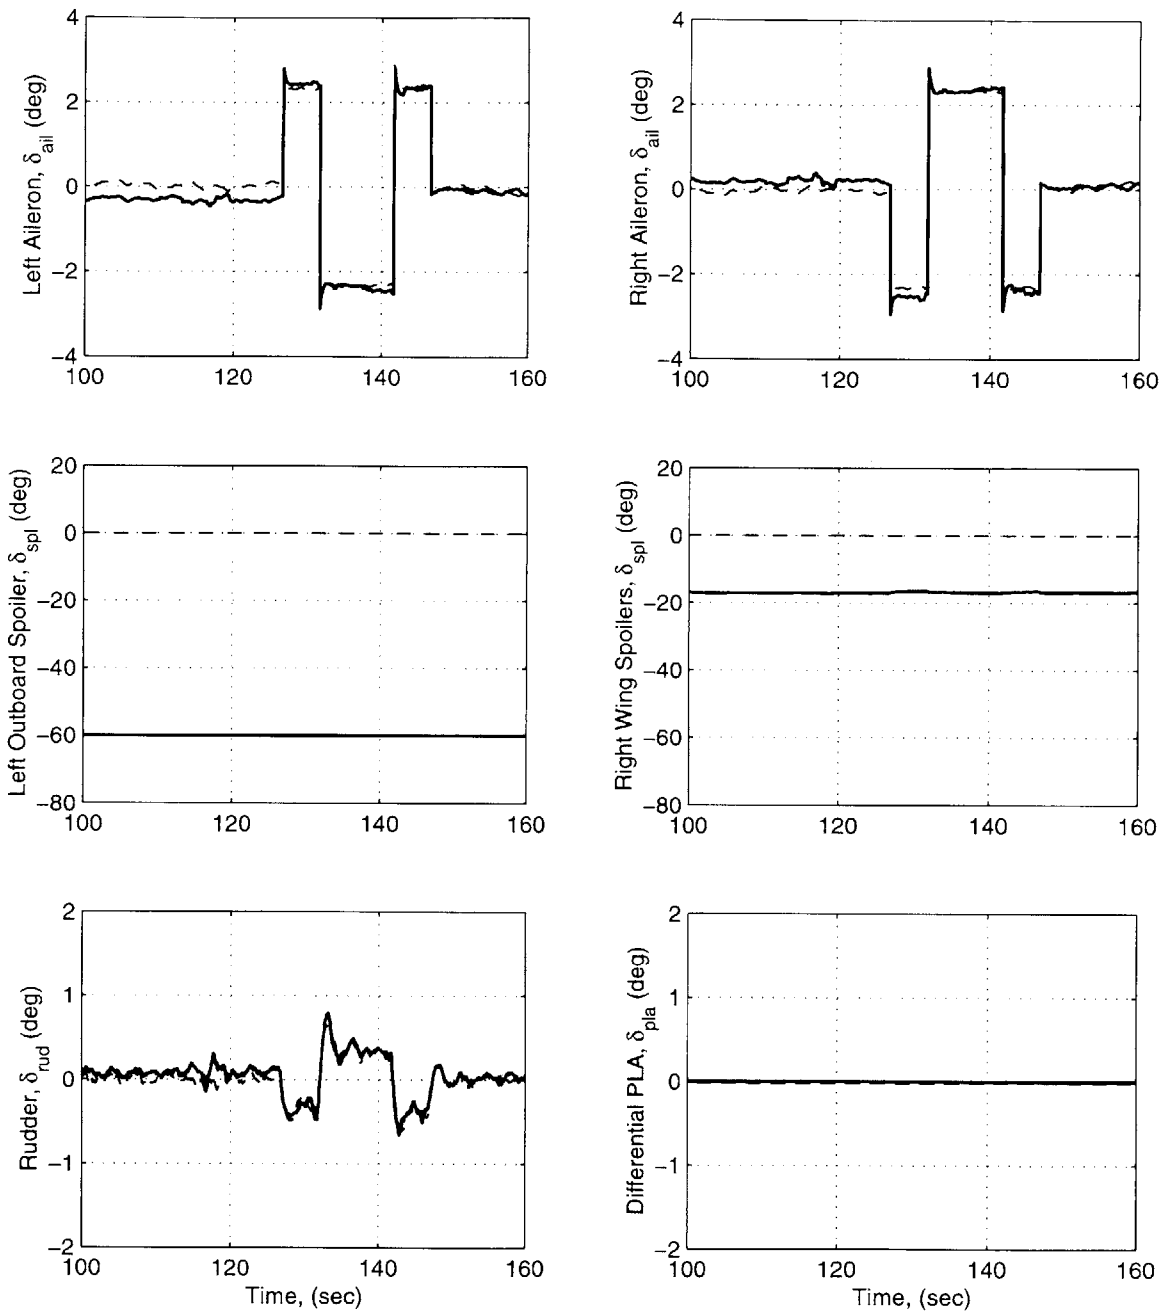 Left Aileron, δail (deg)
4
2
0
−2
−4
100 120 140 160
Right Aileron, δail (deg)
4
2
0
−2
−4
100 120 140 160
Left Outboard Spoiler, δspl (deg)
20
0
−20
−40
−60
−80
100 120 140 160
Right Wing Spoilers, δspl (deg)
20
0
−20
−40
−60
−80
100 120 140 160
Rudder, δrud (deg)
2
1
0
−1
−2
100 120 140 160
Time, (sec)
Differential PLA, δpla (deg)
2
1
0
−1
−2
100 120 140 160
Time, (sec)